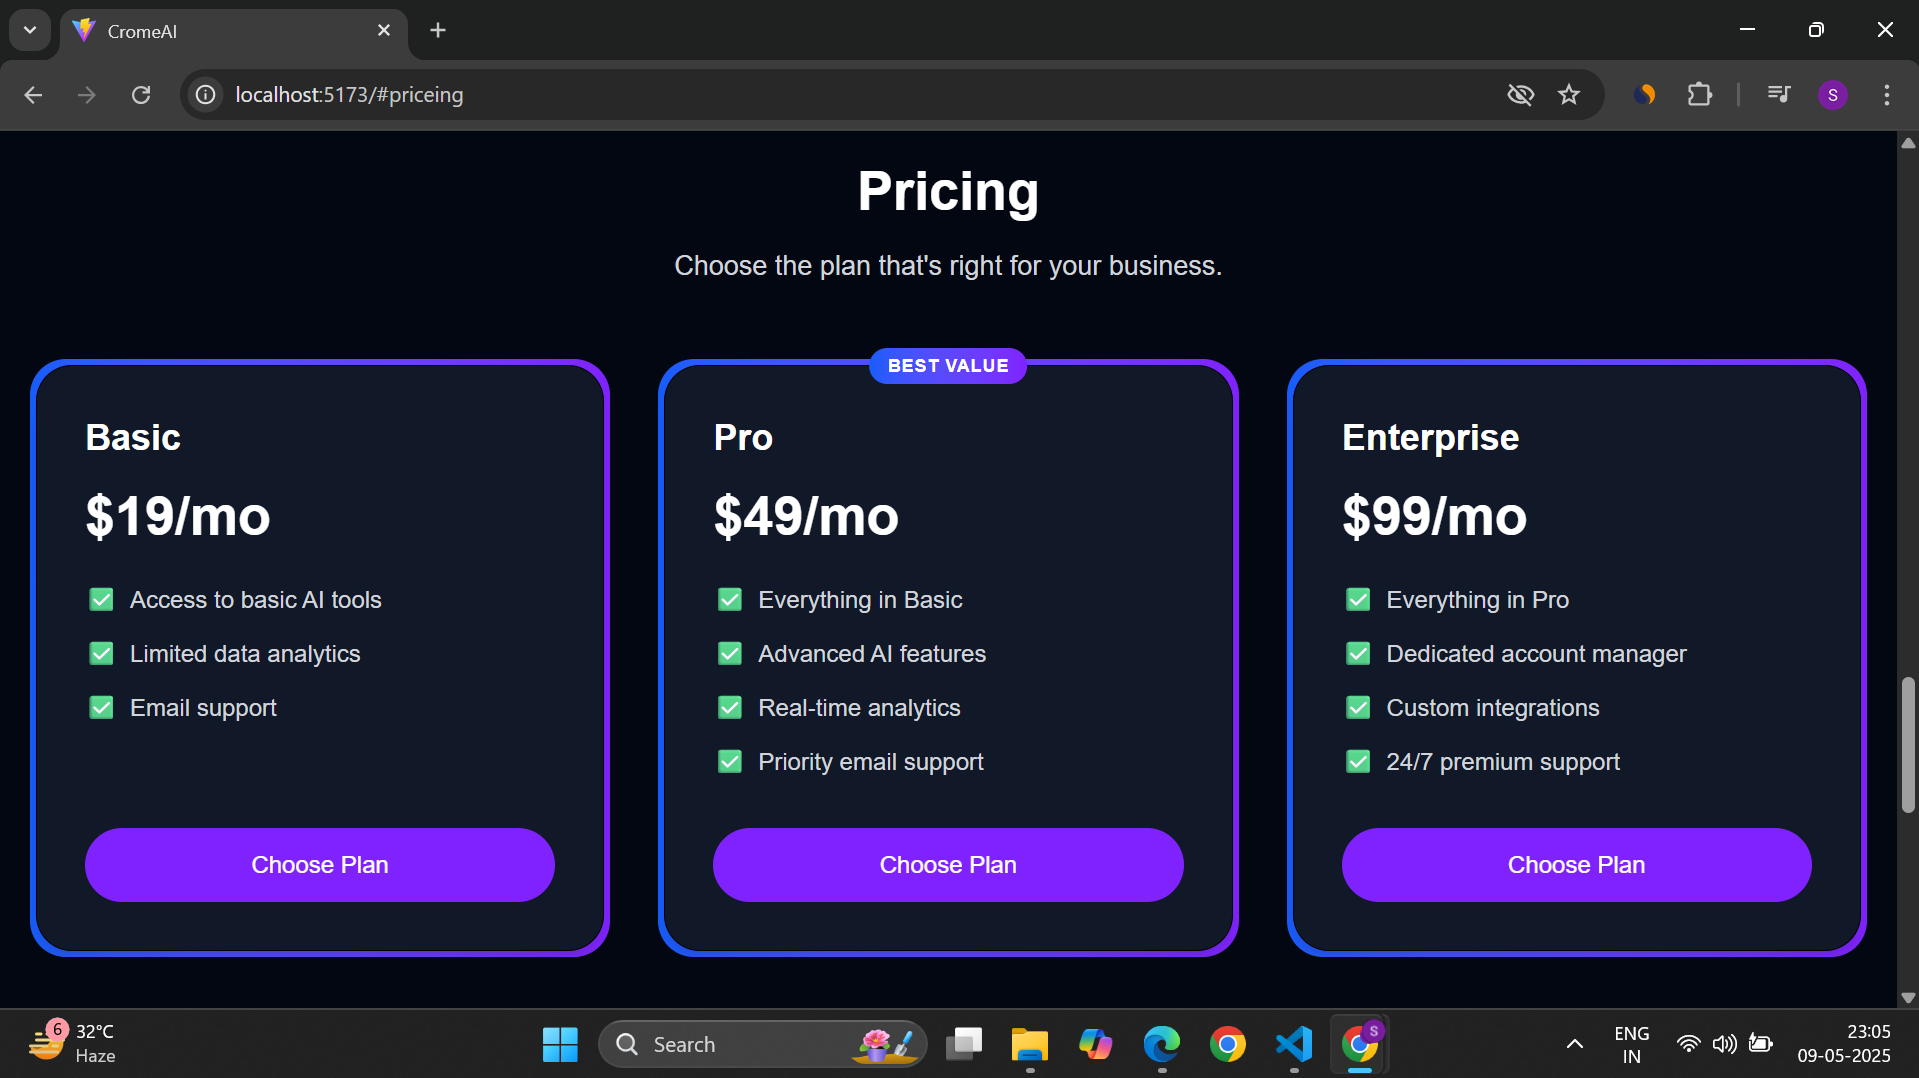 CromeAI
localhost:5173/#priceing
S
Pricing
Choose the plan that's right for your business.
BEST VALUE
Basic
$19/mo
Access to basic AI tools
Limited data analytics
Email support
Choose Plan
Pro
$49/mo
Everything in Basic
Advanced AI features
Real-time analytics
Priority email support
Choose Plan
Enterprise
$99/mo
Everything in Pro
Dedicated account manager
Custom integrations
24/7 premium support
Choose Plan
6
32°C
Haze
Search
S
ENG
IN
23:05
09-05-2025